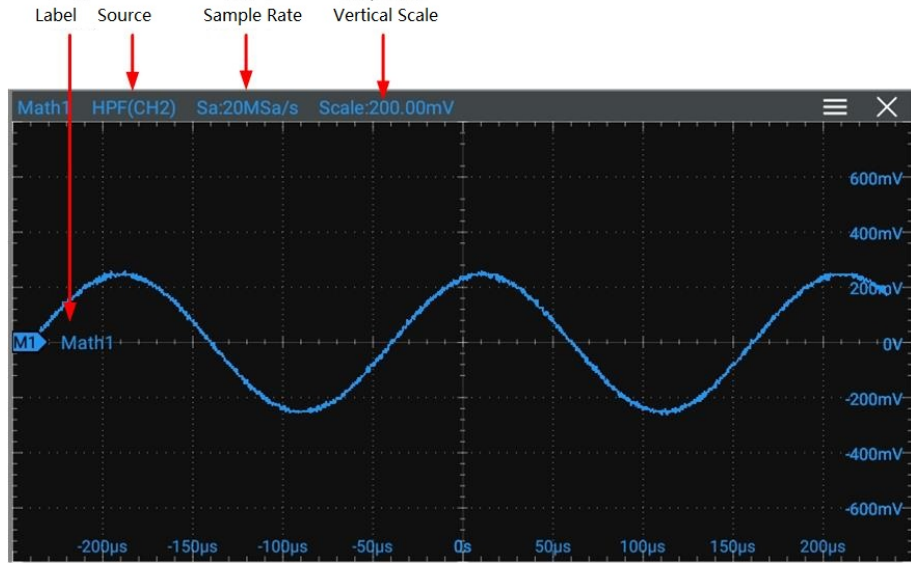 Label Source Sample Rate Vertical Scale
Math1 HPF(CH2) Sa:20MSa/s Scale:200.00mV
600mV
400mV
200mV
M1 Math1 0V
-200mV
-400mV
-600mV
-200µs -150µs -100µs -50µs 0s 50µs 100µs 150µs 200µs